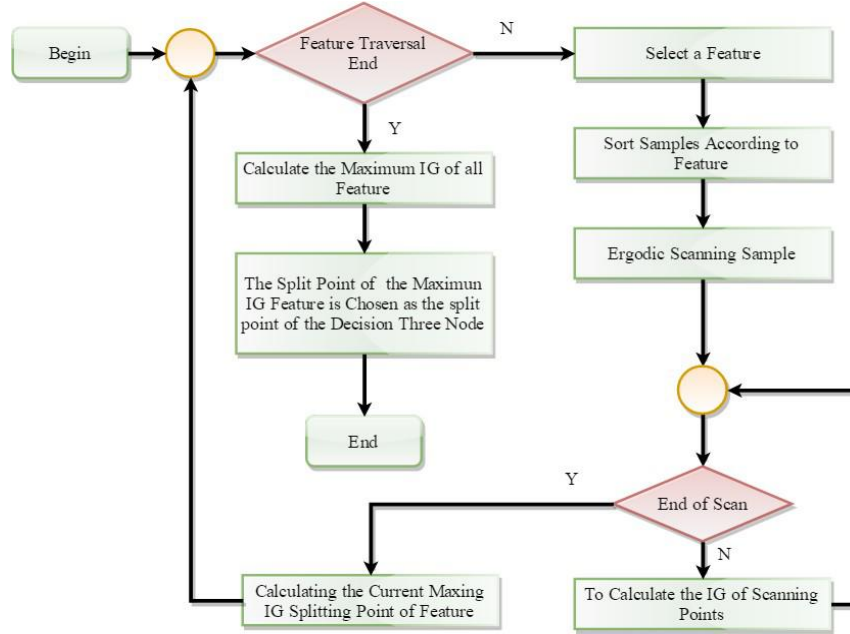 Begin
Feature Traversal
End
N
Select a Feature
Y
Sort Samples According to
Feature
Calculate the Maximum IG of all
Feature
Ergodic Scanning Sample
The Split Point of the Maximun
IG Feature is Chosen as the split
point of the Decision Three Node
End
Y
End of Scan
N
Calculating the Current Maxing
IG Splitting Point of Feature
To Calculate the IG of Scanning
Points